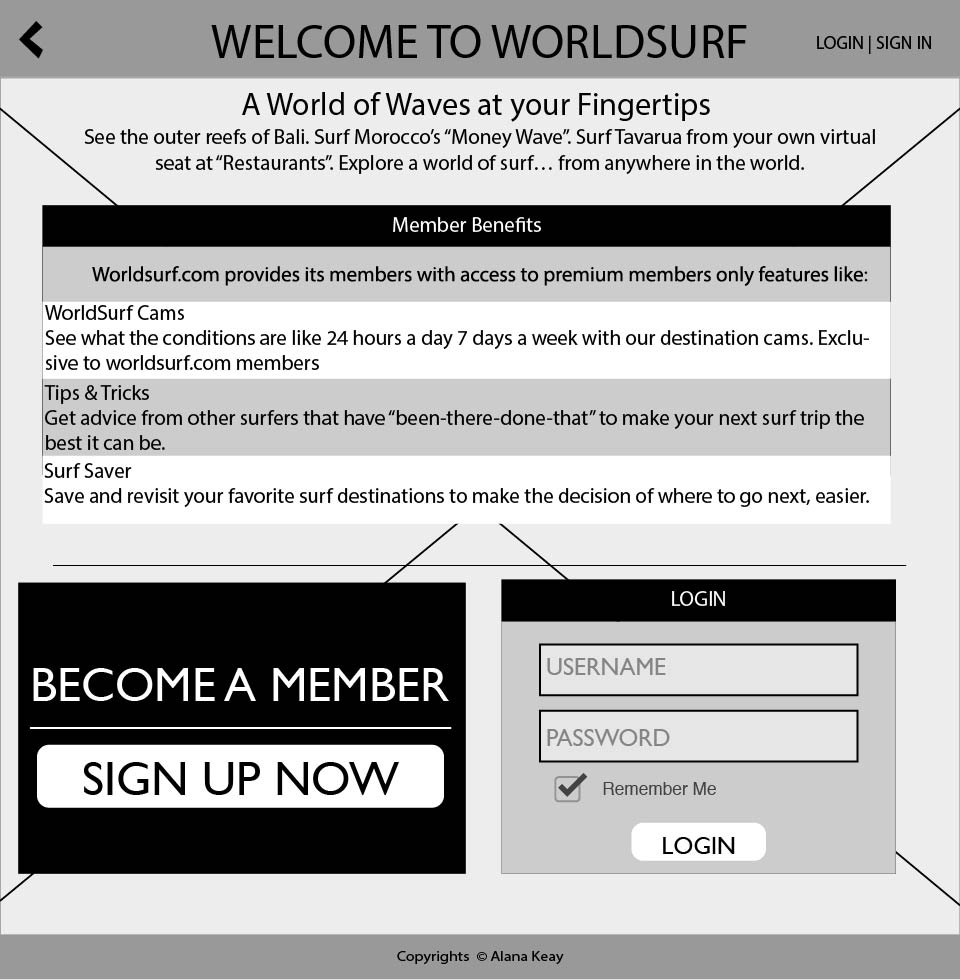 WELCOME TO WORLDSURF
LOGIN | SIGN IN
A World of Waves at your Fingertips
See the outer reefs of Bali. Surf Morocco's “Money Wave”. Surf Tavarua from your own virtual
seat at “Restaurants”. Explore a world of surf… from anywhere in the world.
Member Benefits
Worldsurf.com provides its members with access to premium members only features like:
WorldSurf Cams
See what the conditions are like 24 hours a day 7 days a week with our destination cams. Exclu-
sive to worldsurf.com members
Tips & Tricks
Get advice from other surfers that have “been-there-done-that” to make your next surf trip the
best it can be.
Surf Saver
Save and revisit your favorite surf destinations to make the decision of where to go next, easier.
BECOME A MEMBER
SIGN UP NOW
LOGIN
USERNAME
PASSWORD
Remember Me
LOGIN
Copyrights © Alana Keay